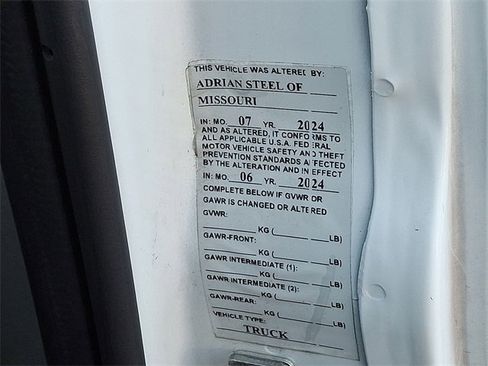 THIS VEHICLE WAS ALTERED BY:
ADRIAN STEEL OF
MISSOURI
IN: MO. 07 YR. 2024
AND AS ALTERED, IT CONFORMS TO
ALL APPLICABLE U.S.A. FEDERAL
MOTOR VEHICLE SAFETY AND THEFT
PREVENTION STANDARDS AFFECTED
BY THE ALTERATION AND IN EFFECT
IN: MO. 06 YR. 2024
COMPLETE BELOW IF GVWR OR
GAWR IS CHANGED OR ALTERED
GVWR:
KG ( LB)
GAWR-FRONT:
KG ( LB)
GAWR INTERMEDIATE (1):
KG ( LB)
GAWR INTERMEDIATE (2):
KG ( LB)
GAWR-REAR:
KG ( LB)
VEHICLE TYPE:
TRUCK